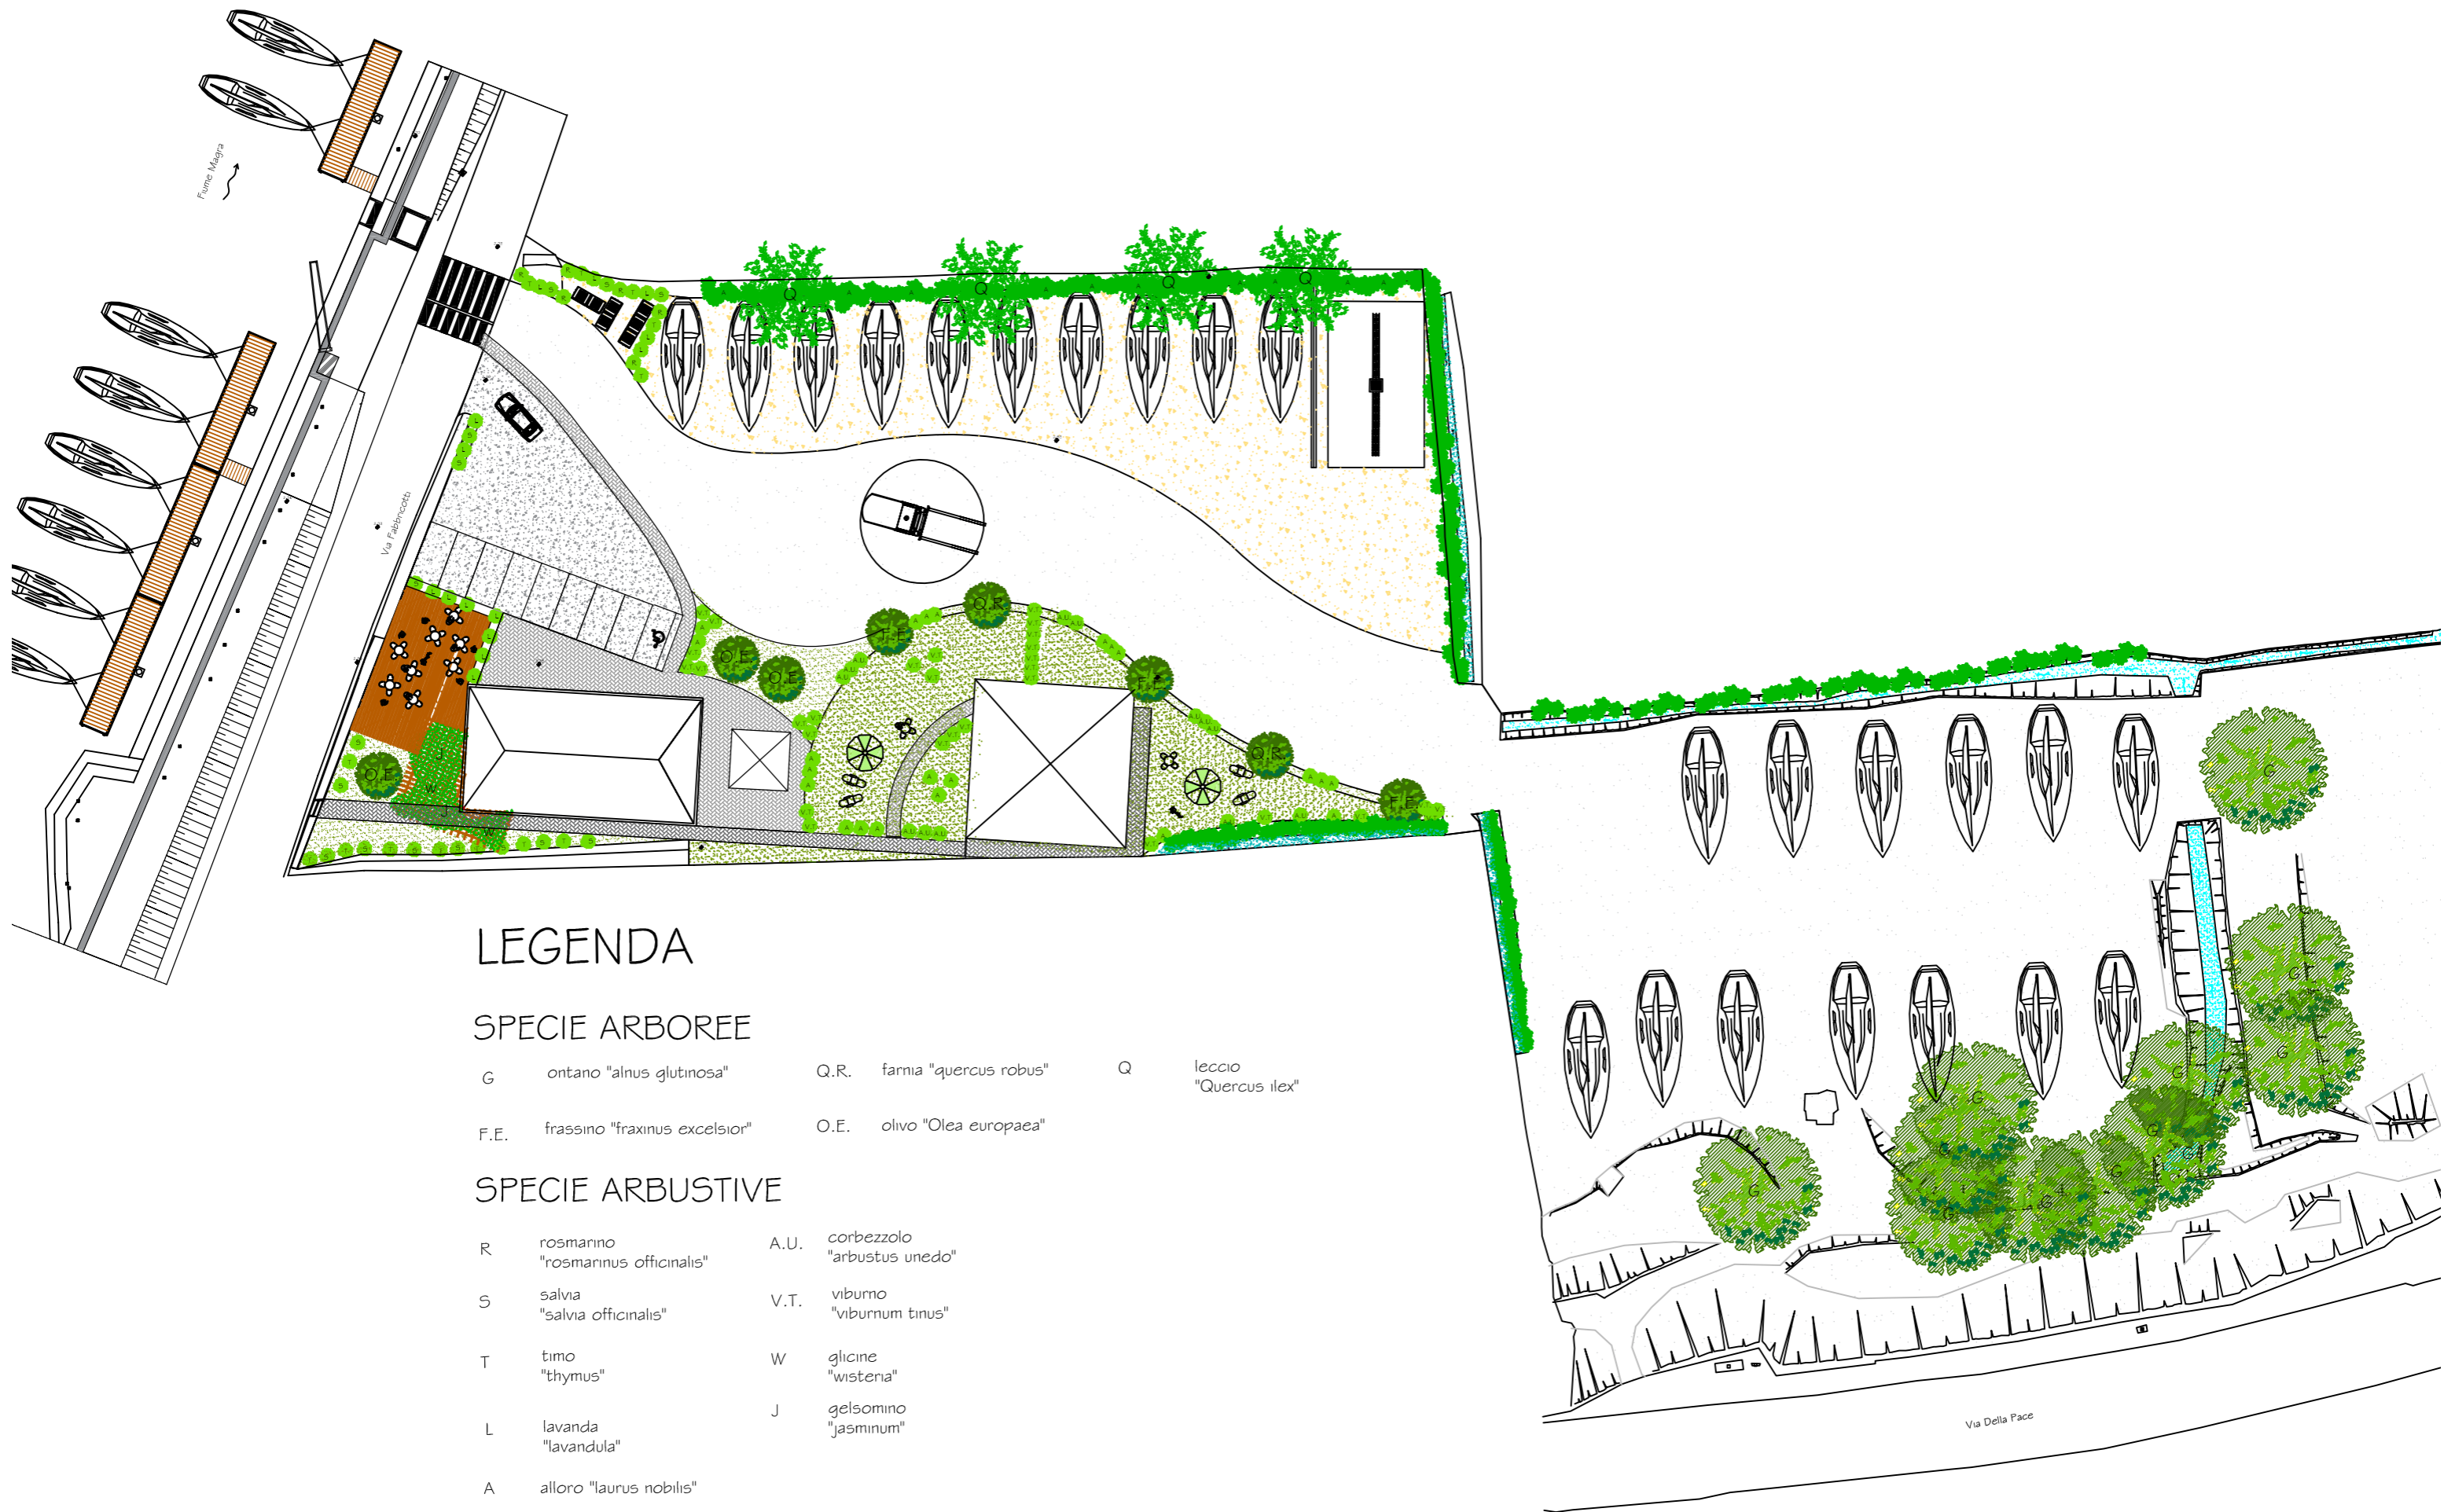 Fiume Magra
Via Fabbricotti
LEGENDA
SPECIE ARBOREE
G ontano "alnus glutinosa"
Q.R. farnia "quercus robus"
Q leccio
"Quercus ilex"
F.E. frassino "fraxinus excelsior"
O.E. olivo "Olea europaea"
SPECIE ARBUSTIVE
R rosmarino
"rosmarinus officinalis"
A.U. corbezzolo
"arbustus unedo"
S salvia
"salvia officinalis"
V.T. viburno
"viburnum tinus"
T timo
"thymus"
W glicine
"wisteria"
L lavanda
"lavandula"
J gelsomino
"jasminum"
A alloro "laurus nobilis"
Via Della Pace
Q
Q
Q
Q
Q.R.
F.E.
O.E.
O.E.
F.E.
Q.R.
F.E.
O.E.
J
W
J
W
G
G
G
G
G
G
G
G
G
G
G
G